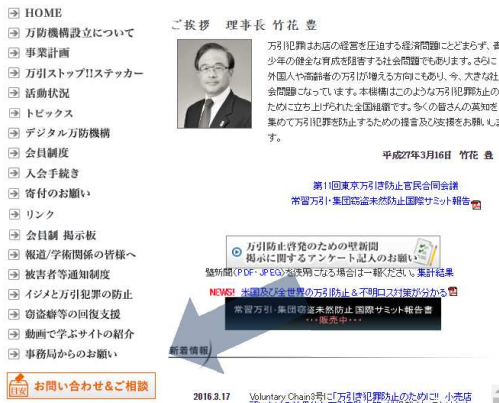 HOME
万防機構設立について
事業計画
万引ストップ!!ステッカー
活動状況
トピックス
デジタル万防機構
会員制度
入会手続き
寄付のお願い
リンク
会員制 掲示板
報道/学術関係の皆様へ
被害者等通知制度
イジメと万引犯罪の防止
窃盗癖等の回復支援
動画で学ぶサイトの紹介
事務局からのお願い
お問い合わせ&ご相談
ご挨拶 理事長 竹花 豊
万引犯罪はお店の経営を圧迫する経済問題にとどまらず、青
少年の健全な育成を阻害する社会問題でもあります。さらに
外国人や高齢者の万引が増える方向にもあり、今、大きな社
会問題になっています。本機構はこのような万引犯罪防止の
ために立ち上げられた全国組織です。多くの皆さんの英知を
集めて万引犯罪を防止するための提言及び支援をお願いしま
す。
平成27年3月16日 竹花 豊
第11回東京万引き防止官民合同会議
常習万引・集団窃盗未然防止国際サミット報告
万引防止啓発のための壁新聞
掲示に関するアンケート記入のお願い
壁新聞(PDF・JPEG)を活用になる場合は一報ください。集計結果
NEWS! 米国及び全世界の万引防止&不明ロス対策が分かる
常習万引・集団窃盗未然防止国際サミット報告書
・・・販売中・・・
新着情報
2016.3.17 Voluntary Chain3号に「万引き犯罪防止のために!! 小売店